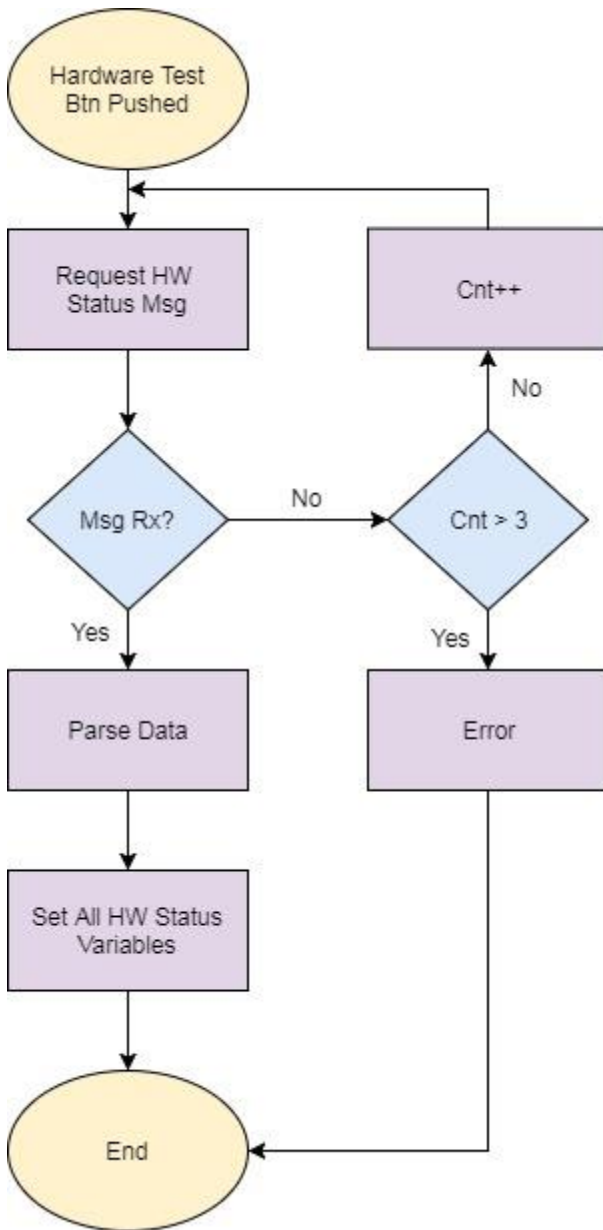 Hardware Test
Btn Pushed
Request HW
Status Msg
Cnt++
No
Msg Rx?
No
Cnt > 3
Yes
Yes
Parse Data
Error
Set All HW Status
Variables
End